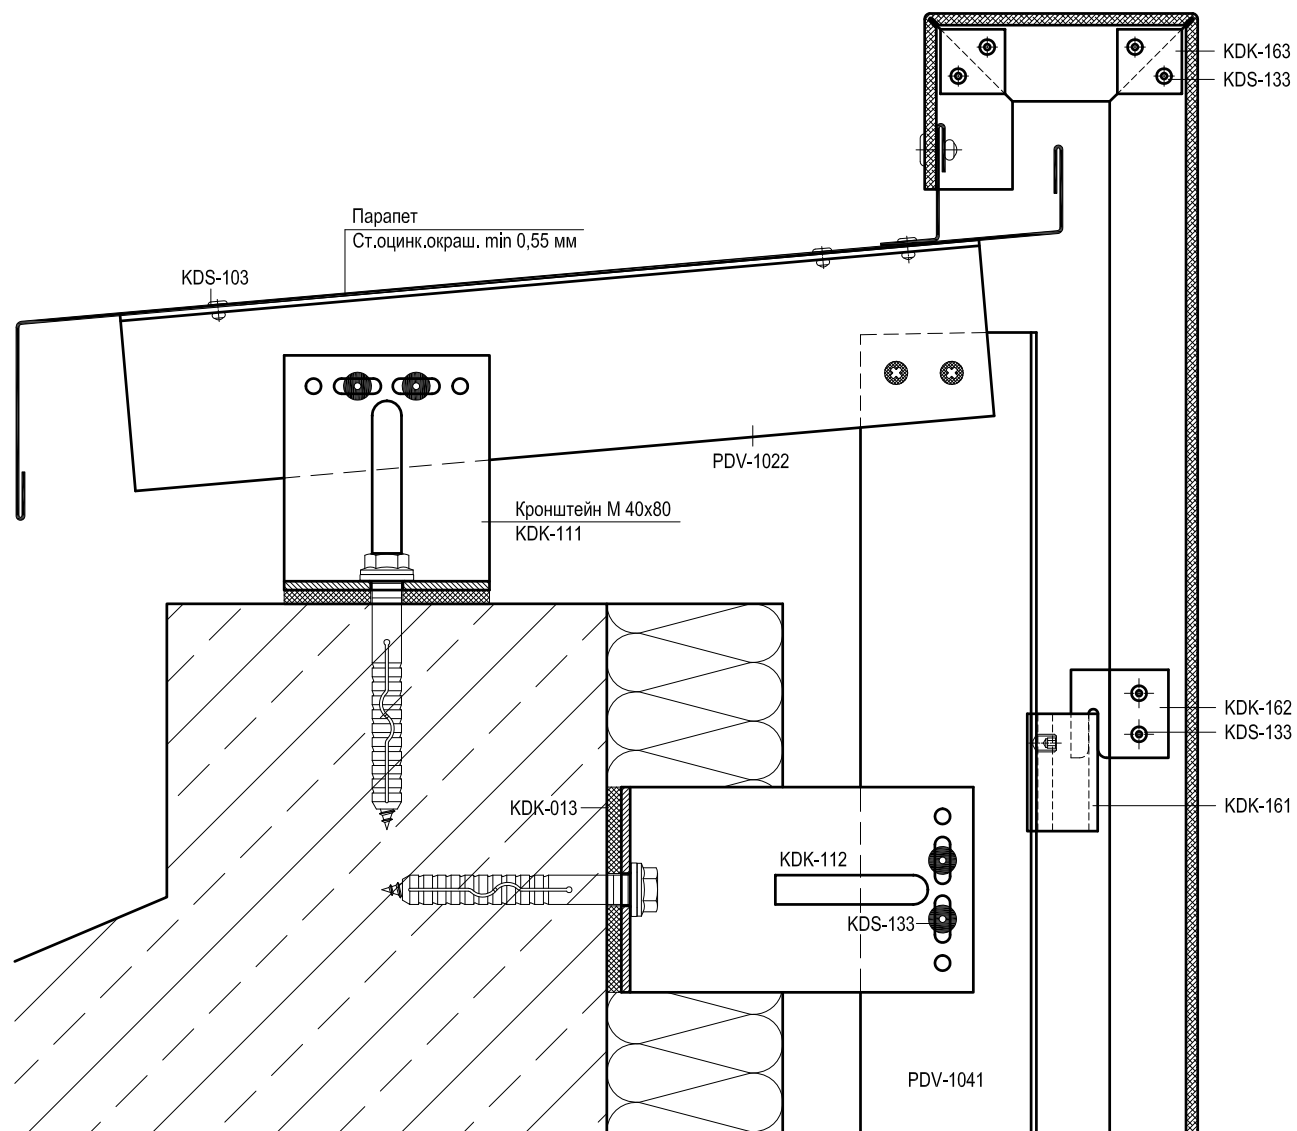 KDK-163
KDS-133
Парапет
Ст.оцинк.окраш. min 0,55 мм
KDS-103
PDV-1022
Кронштейн М 40х80
KDK-111
KDK-162
KDS-133
KDK-013
KDK-161
KDK-112
KDS-133
PDV-1041